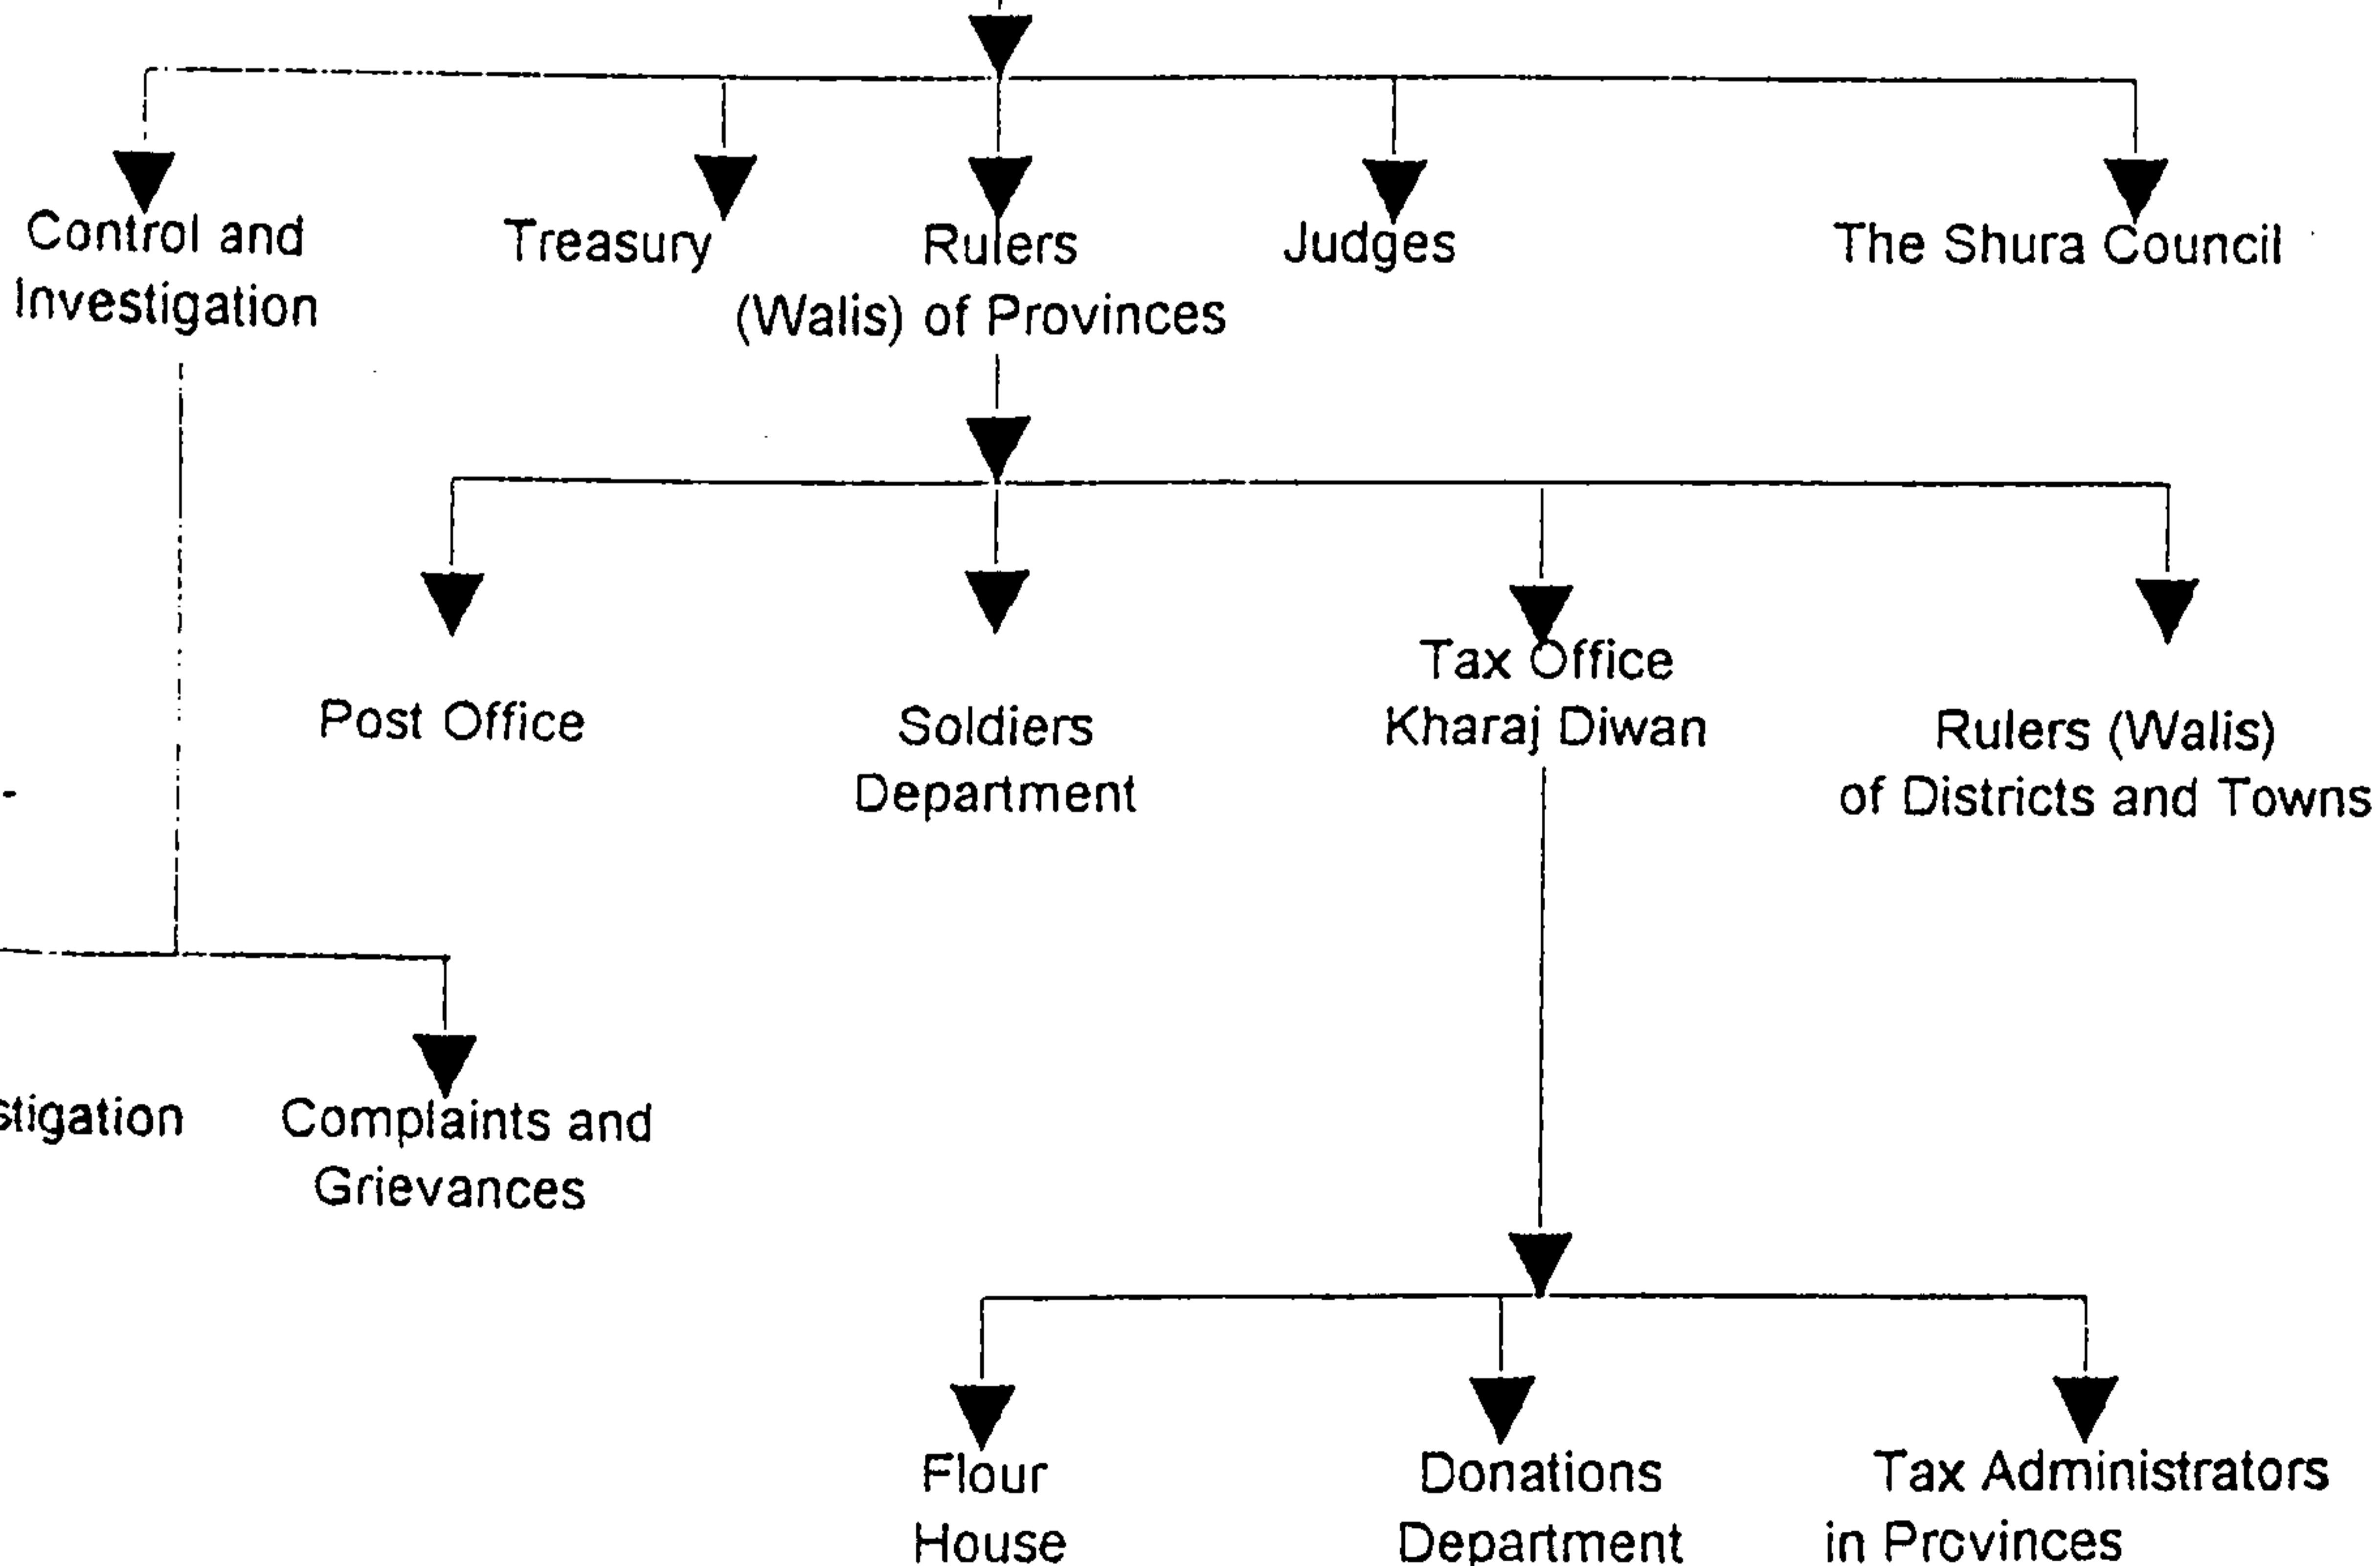 Control and
Investigation
Treasury
Rulers
(Walis) of Provinces
Judges
The Shura Council
Post Office
Soldiers
Department
Tax Office
Kharaj Diwan
Rulers (Walis)
of Districts and Towns
Complaints and
Grievances
Flour
House
Donations
Department
Tax Administrators
in Provinces